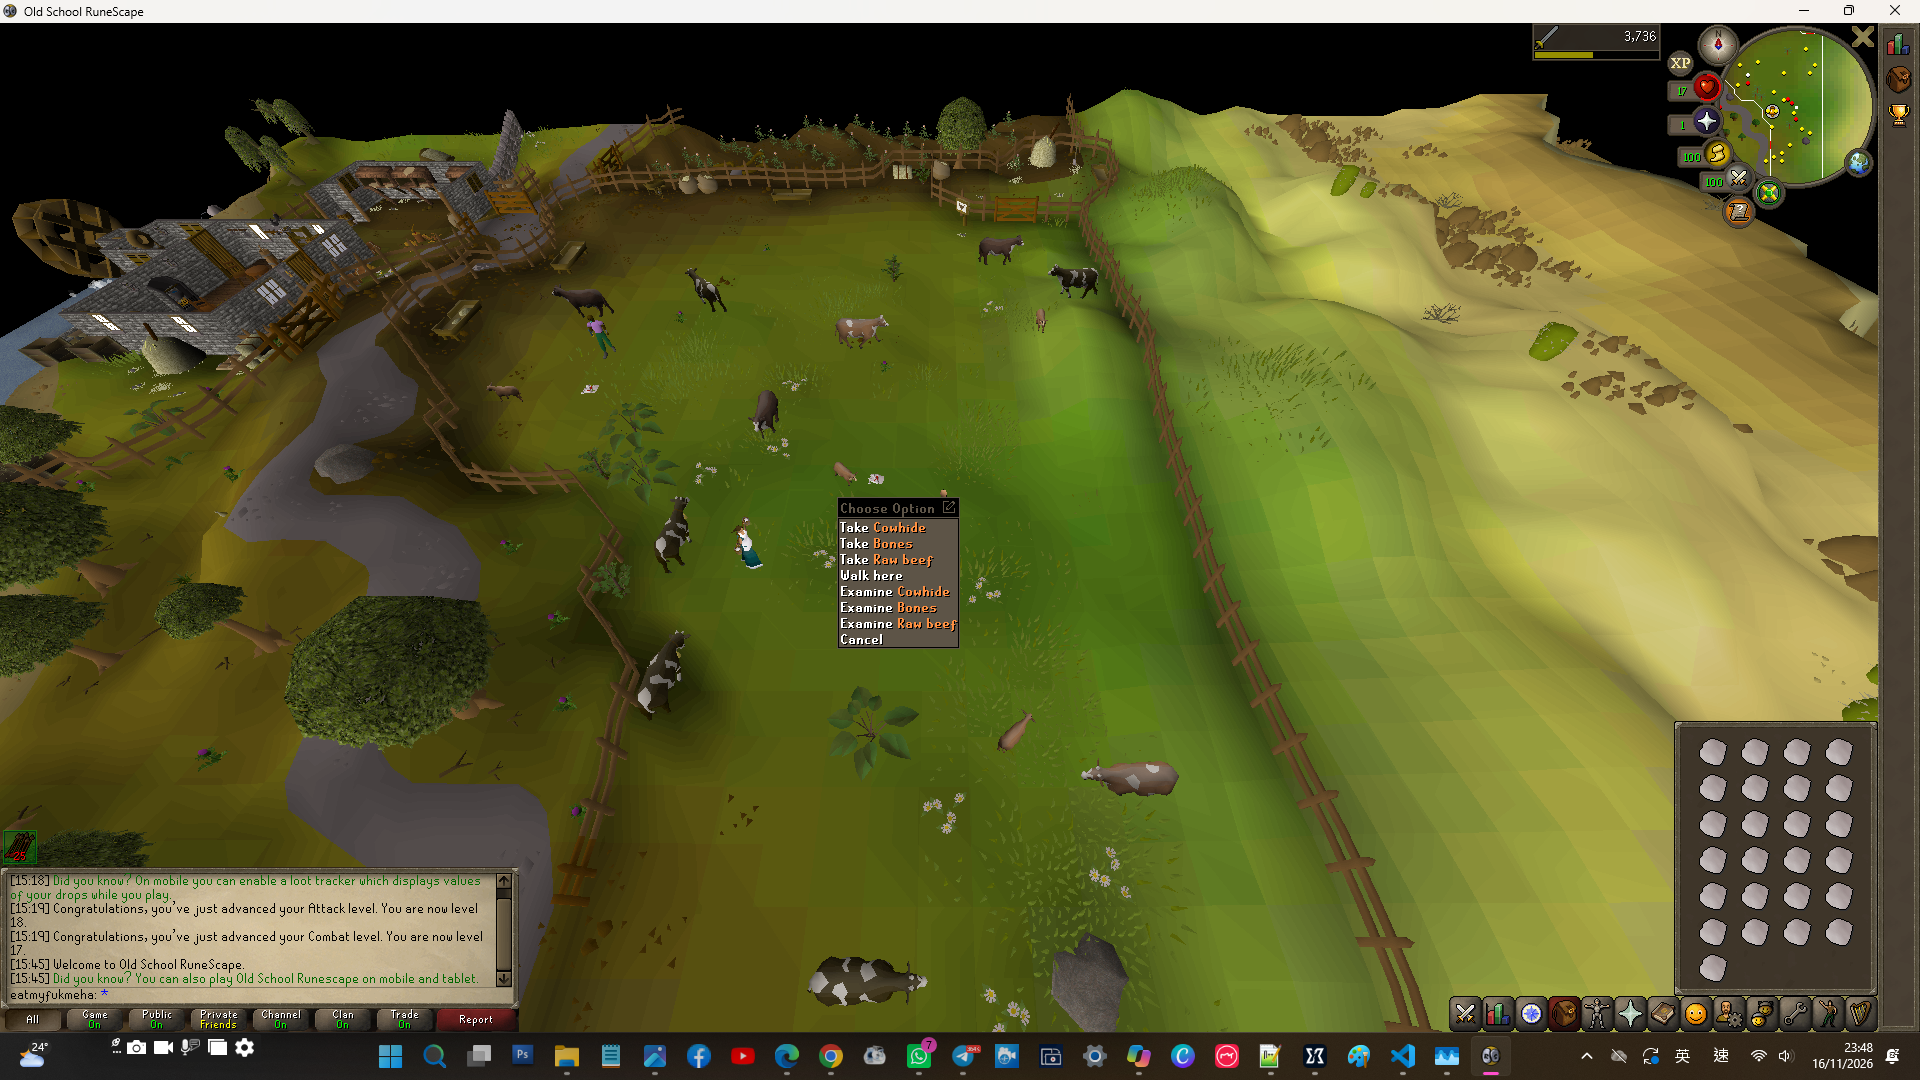 Old School RuneScape
3,736
N
XP
17
1
100
100
Choose Option
Take Cowhide
Take Bones
Take Raw beef
Walk here
Examine Cowhide
Examine Bones
Examine Raw beef
Cancel
-25
[15:18] Did you know? On mobile you can enable a loot tracker which displays values
of your drops while you play.
[15:19] Congratulations, you've just advanced your Attack level. You are now level
18.
[15:19] Congratulations, you've just advanced your Combat level. You are now level
17.
[15:45] Welcome to Old School RuneScape.
[15:45] Did you know? You can also play Old School Runescape on mobile and tablet.
eatmyfukmeha: *
All
Game
On
Public
On
Private
Friends
Channel
On
Clan
On
Trade
On
Report
24°
Ps
7
英
速
23:48
16/11/2026